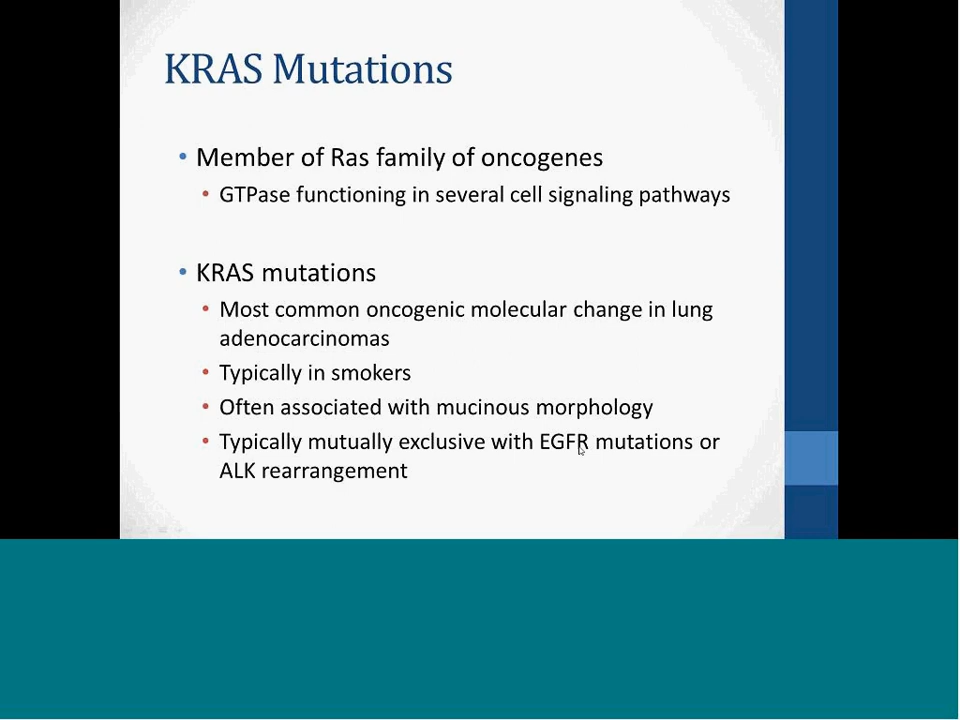 KRAS Mutations
• Member of Ras family of oncogenes
• GTPase functioning in several cell signaling pathways
• KRAS mutations
• Most common oncogenic molecular change in lung
adenocarcinomas
• Typically in smokers
• Often associated with mucinous morphology
• Typically mutually exclusive with EGFR mutations or
ALK rearrangement